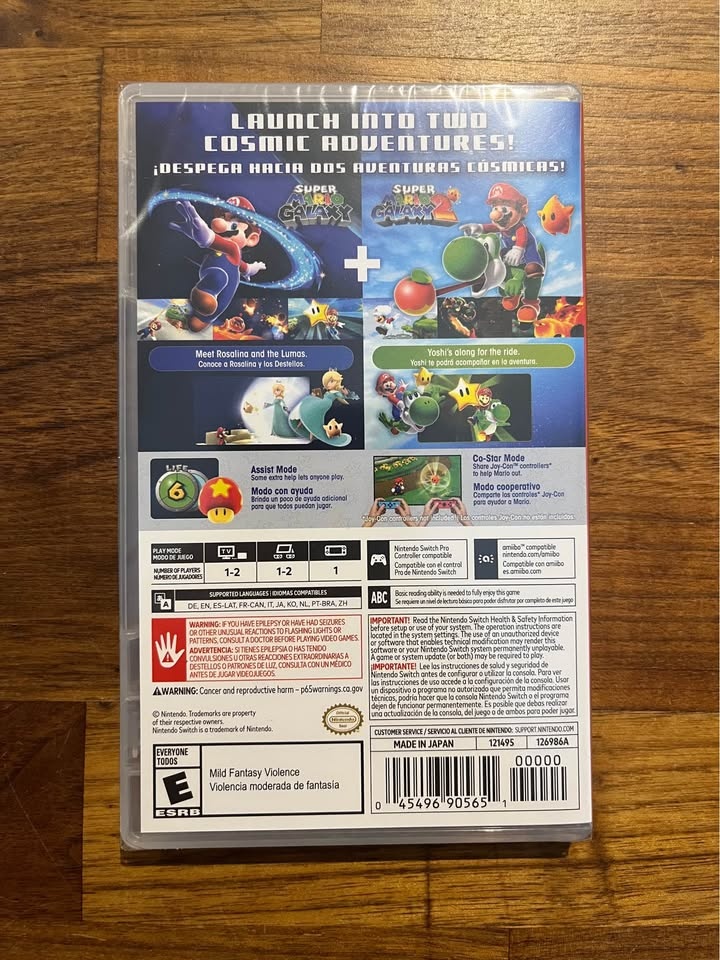 LAUNCH INTO TWO
COSMIC ADVENTURES!
¡DESPEGA HACIA DOS AVENTURAS CÓSMICAS!
SUPER
MARIO
GALAXY
+
SUPER
MARIO
GALAXY 2
Meet Rosalina and the Lumas.
Conoce a Rosalina y los Destellos.
Yoshi's along for the ride.
Yoshi te podrá acompañar en la aventura.
LIFE
6
Assist Mode
Some extra help lets anyone play.
Modo con ayuda
Brinda un poco de ayuda adicional
para que todos puedan jugar.
Co-Star Mode
Share Joy-Con™ controllers*
to help Mario out.
Modo cooperativo
Comparte los controles* Joy-Con
para ayudar a Mario.
*Joy-Con controllers not included. / Los controles Joy-Con no están incluidos.
PLAY MODE
MODO DE JUEGO
TV
NUMBER OF PLAYERS
NÚMERO DE JUGADORES
1-2
1-2
1
Nintendo Switch Pro
Controller compatible
Compatible con el control
Pro de Nintendo Switch
amiibo™ compatible
nintendo.com/amiibo
Compatible con amiibo
es.amiibo.com
SUPPORTED LANGUAGES | IDIOMAS COMPATIBLES
DE, EN, ES-LAT, FR-CAN, IT, JA, KO, NL, PT-BRA, ZH
ABC
Basic reading ability is needed to fully enjoy this game
Se requiere un nivel de lectura básico para poder disfrutar por completo de este juego
WARNING: IF YOU HAVE EPILEPSY OR HAVE HAD SEIZURES
OR OTHER UNUSUAL REACTIONS TO FLASHING LIGHTS OR
PATTERNS, CONSULT A DOCTOR BEFORE PLAYING VIDEO GAMES.
ADVERTENCIA: SI TIENES EPILEPSIA O HAS TENIDO
CONVULSIONES U OTRAS REACCIONES EXTRAORDINARIAS A
DESTELLOS O PATRONES DE LUZ, CONSULTA CON UN MÉDICO
ANTES DE JUGAR VIDEOJUEGOS.
WARNING: Cancer and reproductive harm – p65warnings.ca.gov
IMPORTANT! Read the Nintendo Switch Health & Safety Information
before setup or use of your system. The operation instructions are
located in the system settings. The use of an unauthorized device
or software that enables technical modification may render this
software or your Nintendo Switch system permanently unplayable.
A game or system update (or both) may be required to play.
¡IMPORTANTE! Lee las instrucciones de salud y seguridad de
Nintendo Switch antes de configurar o utilizar la consola. Para ver
las instrucciones de uso accede a la configuración de la consola. Usar
un dispositivo o programa no autorizado que permita modificaciones
técnicas, podría hacer que la consola Nintendo Switch o el programa
dejen de funcionar permanentemente. Es posible que debas realizar
una actualización de la consola, del juego o de ambos para poder jugar.
© Nintendo. Trademarks are property
of their respective owners.
Nintendo Switch is a trademark of Nintendo.
Official
Nintendo
Seal
CUSTOMER SERVICE / SERVICIO AL CLIENTE DE NINTENDO: SUPPORT.NINTENDO.COM
MADE IN JAPAN
121495
126986A
EVERYONE
TODOS
E
ESRB
Mild Fantasy Violence
Violencia moderada de fantasía
00000
0 45496 90565 1